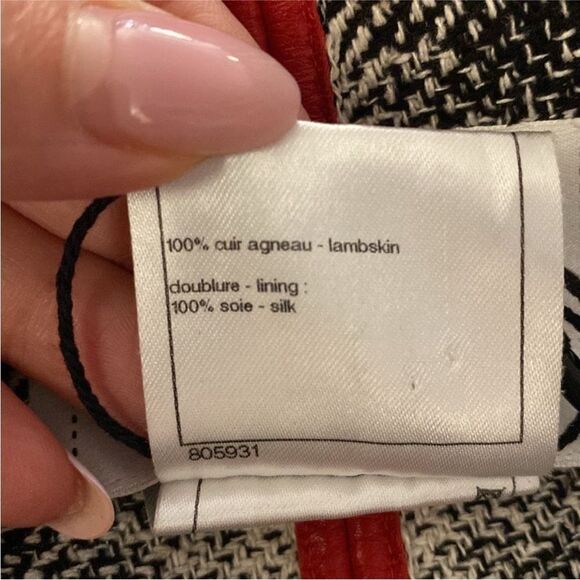 100% cuir agneau - lambskin
doublure - lining :
100% soie - silk
805931